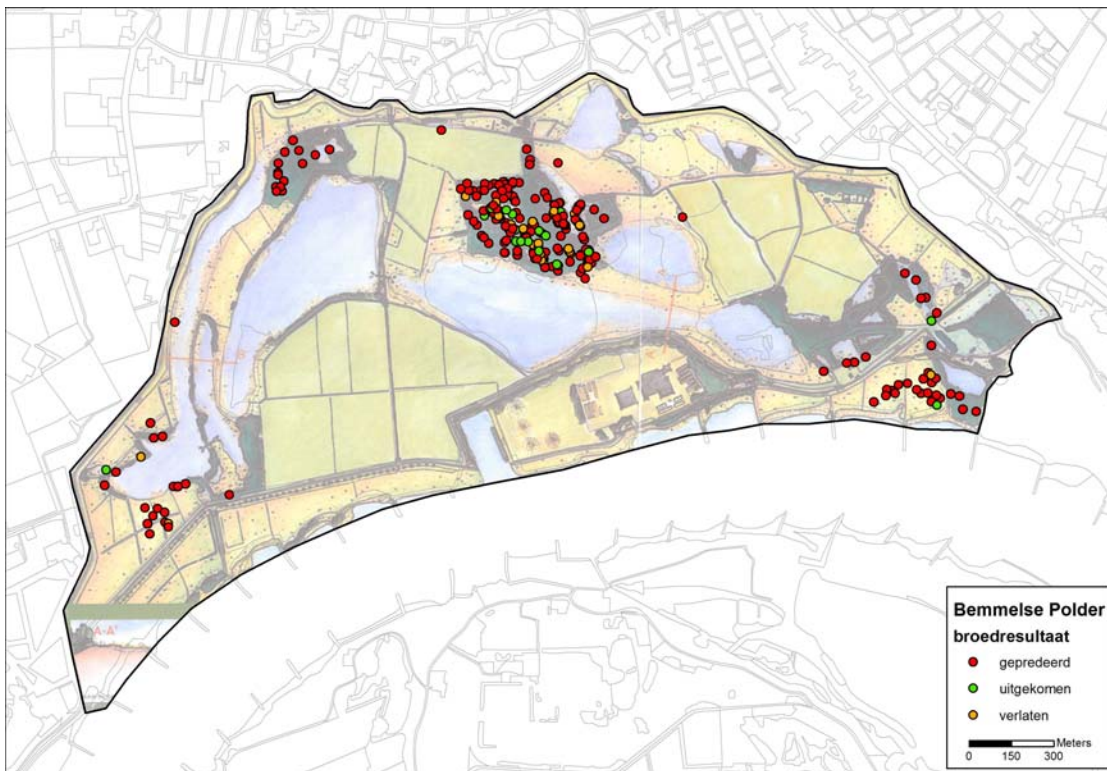 A-A'
Bemmelse Polder
broedresultaat
gepredeerd
uitgekomen
verlaten
Meters
0 150 300